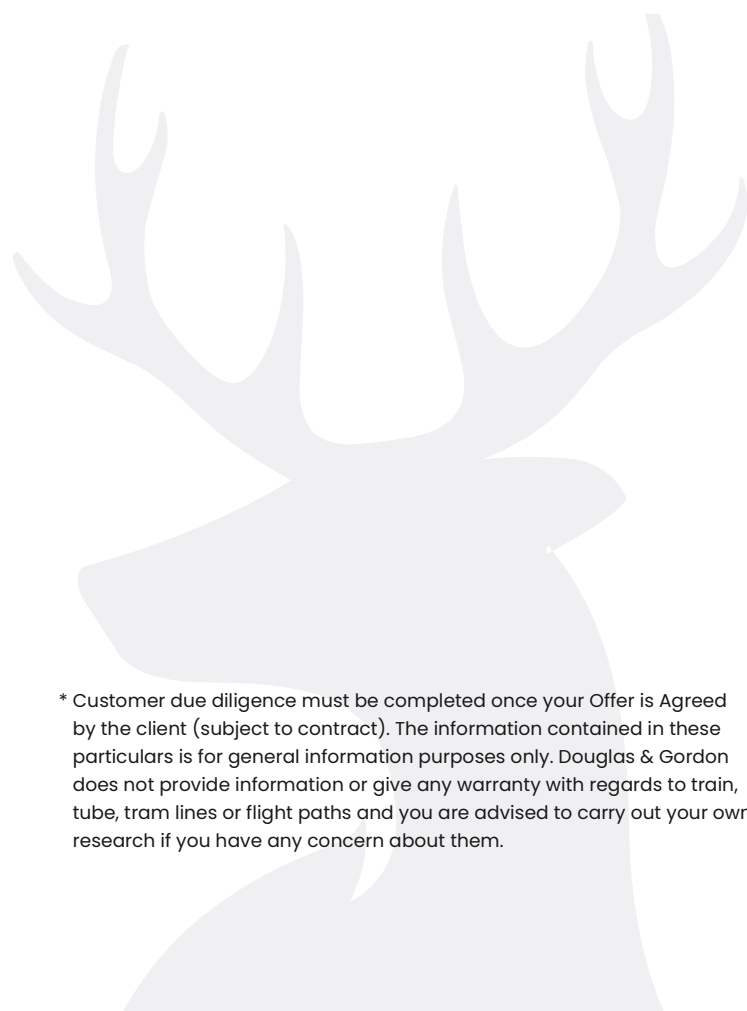 * Customer due diligence must be completed once your Offer is Agreed
by the client (subject to contract). The information contained in these
particulars is for general information purposes only. Douglas & Gordon
does not provide information or give any warranty with regards to train,
tube, tram lines or flight paths and you are advised to carry out your own
research if you have any concern about them.